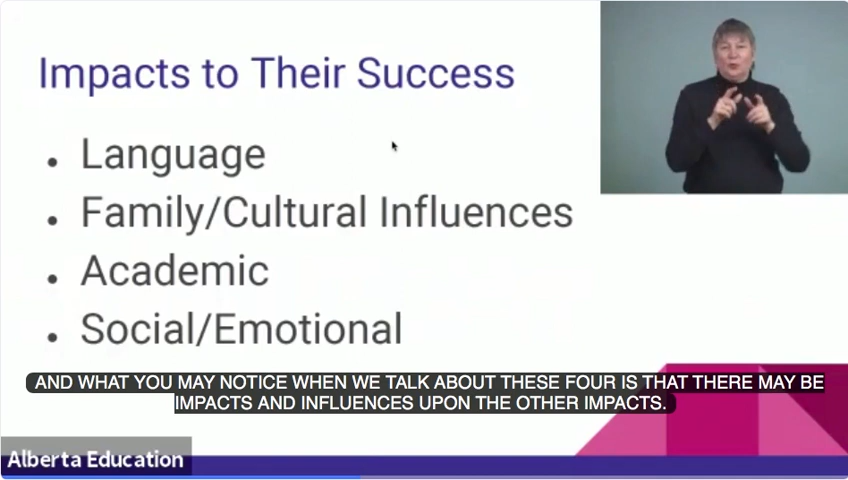 Impacts to Their Success
• Language
• Family/Cultural Influences
• Academic
• Social/Emotional
AND WHAT YOU MAY NOTICE WHEN WE TALK ABOUT THESE FOUR IS THAT THERE MAY BE
IMPACTS AND INFLUENCES UPON THE OTHER IMPACTS.
Alberta Education